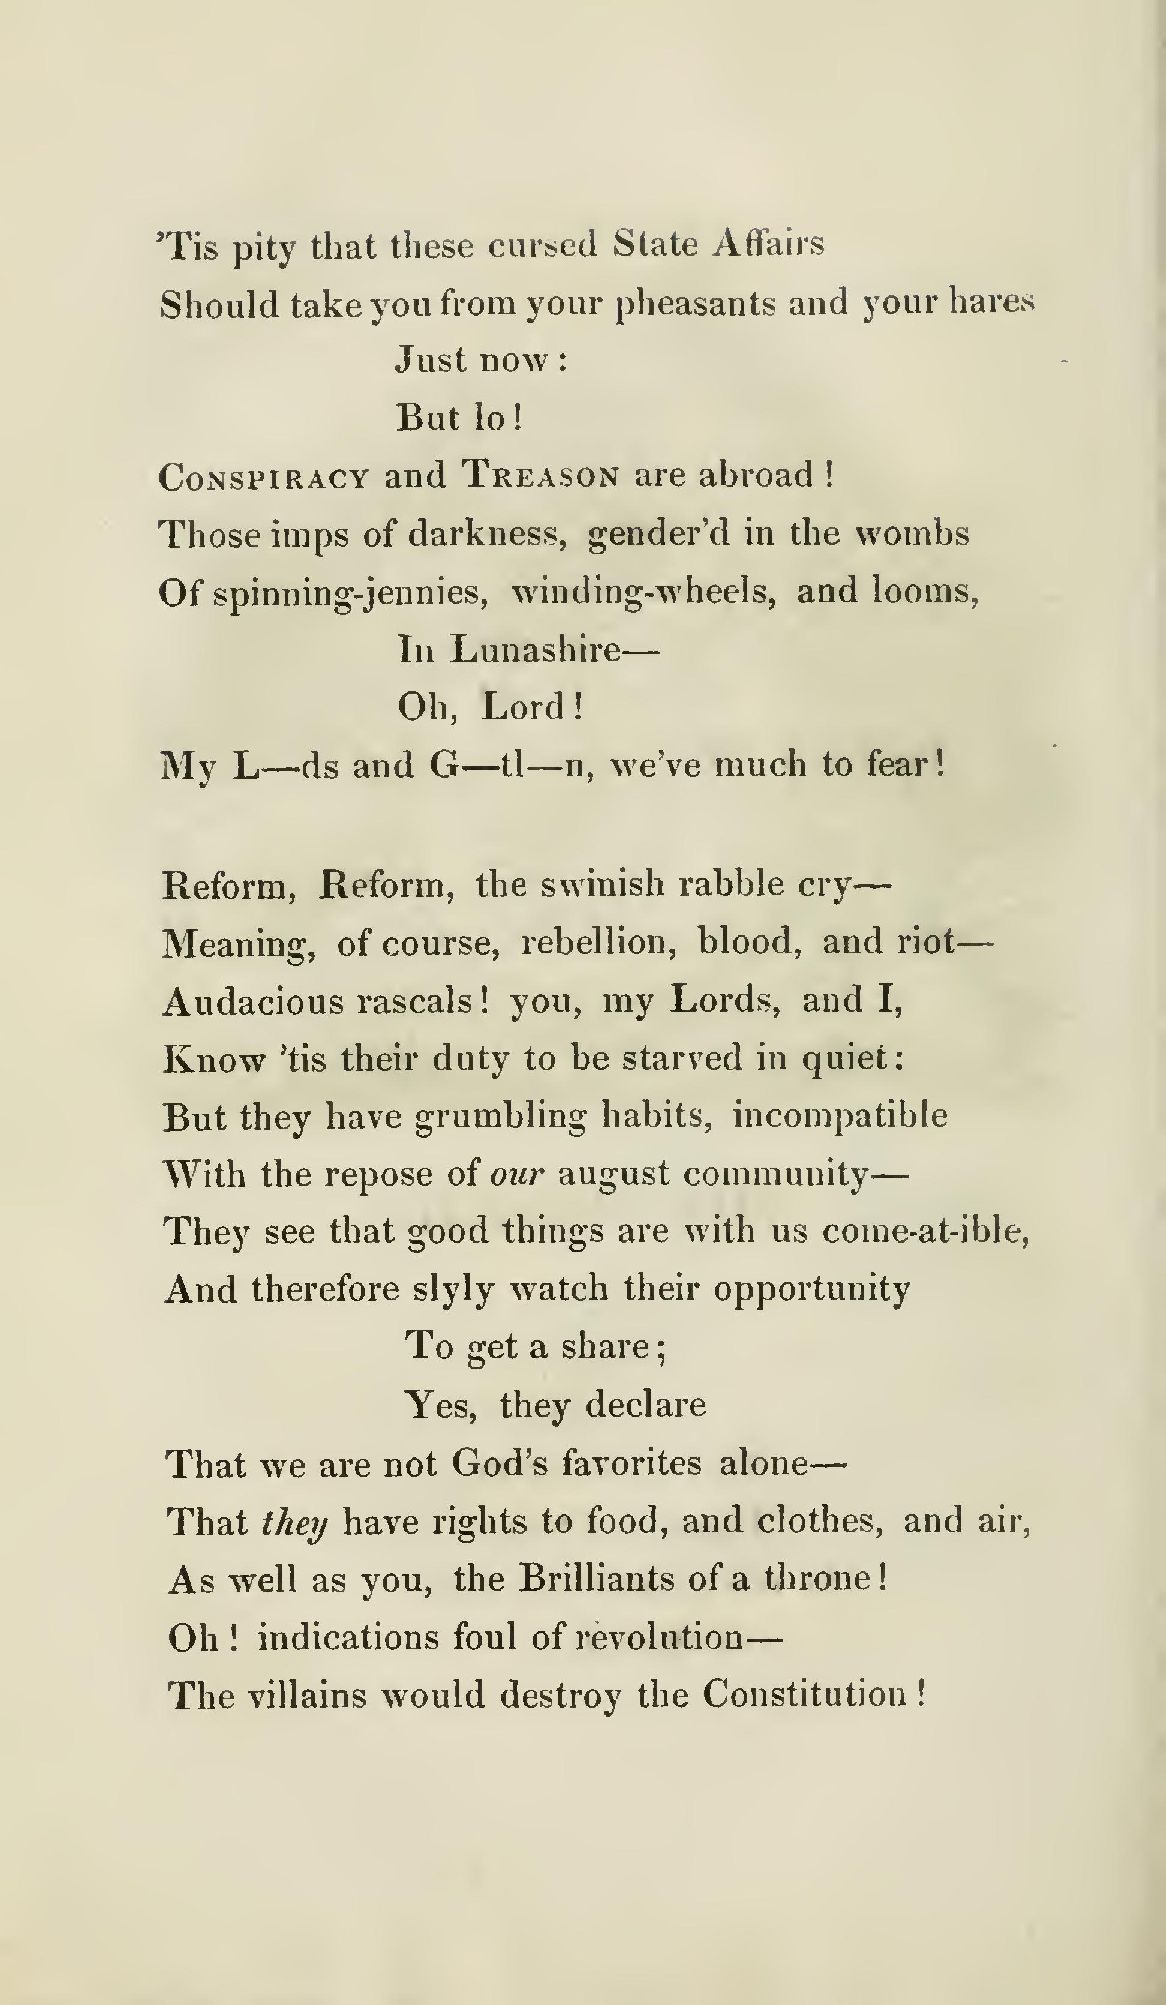 ’Tis pity that these cursed State Affairs
Should take you from your pheasants and your hares
Just now :
But lo !
CONSPIRACY and TREASON are abroad !
Those imps of darkness, gender’d in the wombs
Of spinning-jennies, winding-wheels, and looms,
In Lunashire—
Oh, Lord !
My L—ds and G—tl—n, we’ve much to fear !
Reform, Reform, the swinish rabble cry—
Meaning, of course, rebellion, blood, and riot—
Audacious rascals ! you, my Lords, and I,
Know ’tis their duty to be starved in quiet :
But they have grumbling habits, incompatible
With the repose of our august community—
They see that good things are with us come-at-ible,
And therefore slyly watch their opportunity
To get a share ;
Yes, they declare
That we are not God’s favorites alone—
That they have rights to food, and clothes, and air,
As well as you, the Brilliants of a throne !
Oh ! indications foul of revolution—
The villains would destroy the Constitution !